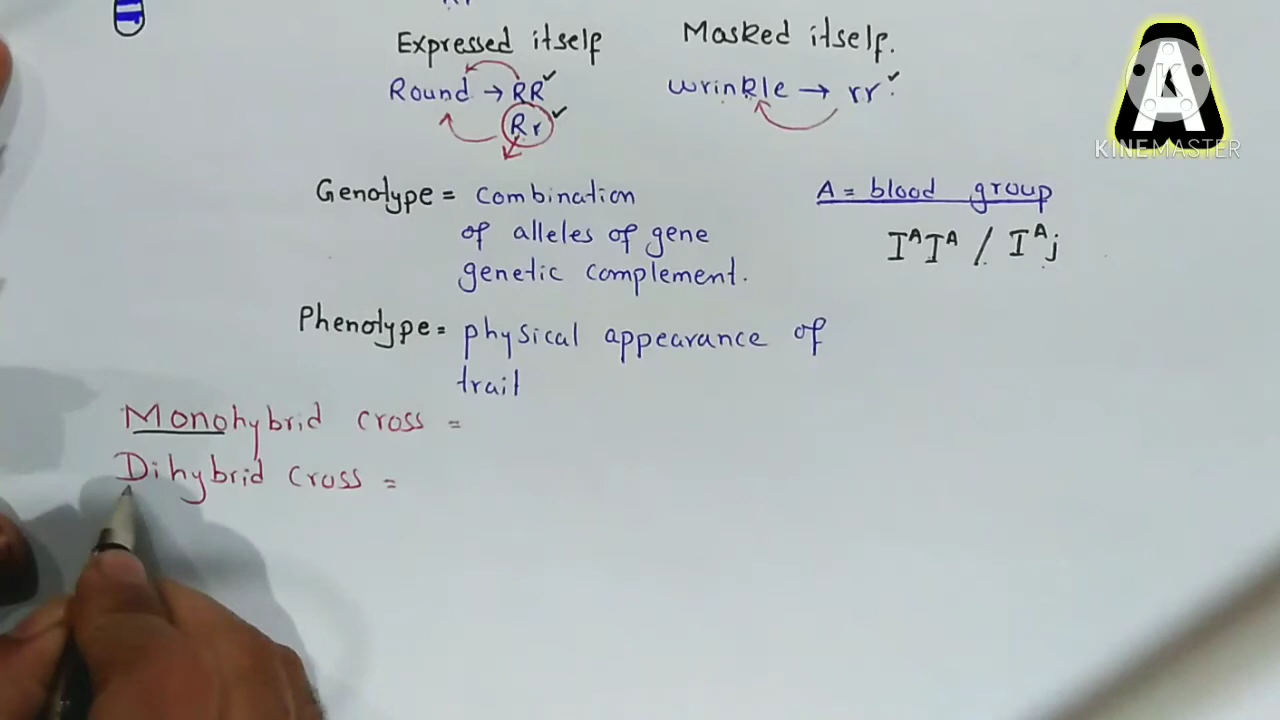 Expressed itself
Masked itself.
Round → RR ✓
Rr ✓
wrinkle → rr ✓
A
K
KINEMASTER
Genotype = combination
of alleles of gene
genetic complement.
A = blood group
IᴬIᴬ / Iᴬj
Phenotype = physical appearance of
trait
Monohybrid cross =
Dihybrid cross =